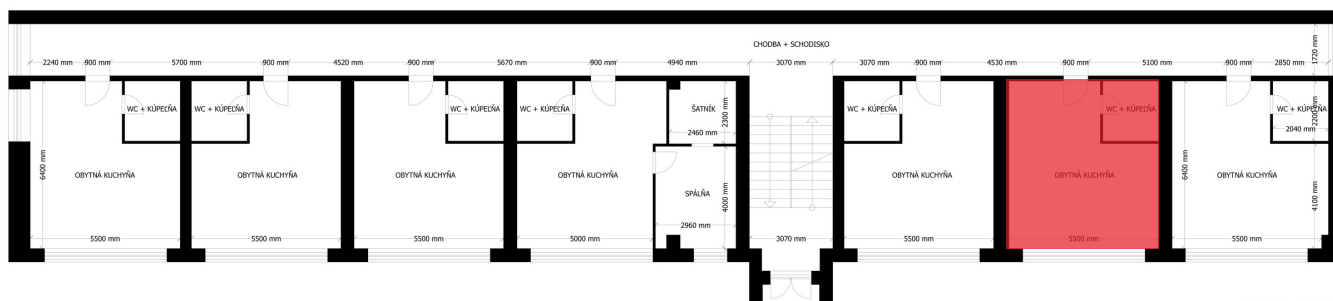 CHODBA + SCHODISKO
2240 mm
900 mm
5700 mm
900 mm
4520 mm
900 mm
5670 mm
900 mm
4940 mm
3070 mm
3070 mm
900 mm
4530 mm
900 mm
5100 mm
900 mm
2850 mm
1720 mm
WC + KÚPEĽŇA
WC + KÚPEĽŇA
WC + KÚPEĽŇA
WC + KÚPEĽŇA
ŠATNÍK
2300 mm
2460 mm
WC + KÚPEĽŇA
WC + KÚPEĽŇA
WC + KÚPEĽŇA
2200 mm
2040 mm
6400 mm
OBYTNÁ KUCHYŇA
OBYTNÁ KUCHYŇA
OBYTNÁ KUCHYŇA
OBYTNÁ KUCHYŇA
SPÁLŇA
4000 mm
2960 mm
OBYTNÁ KUCHYŇA
OBYTNÁ KUCHYŇA
6400 mm
OBYTNÁ KUCHYŇA
4100 mm
5500 mm
5500 mm
5500 mm
5000 mm
3070 mm
5500 mm
5500 mm
5500 mm